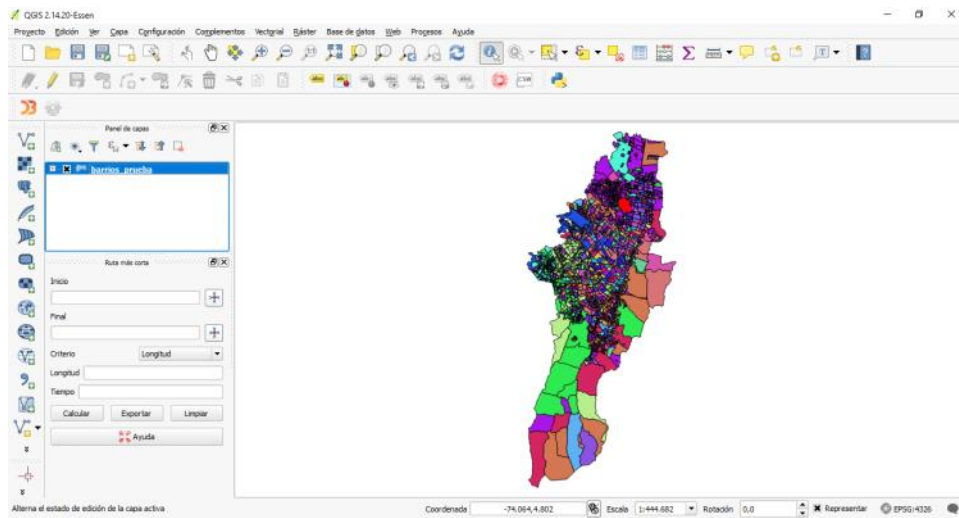 QGIS 2.14.20-Essen
Proyecto Edición Ver Capa Configuración Complementos Vectorial Ráster Base de datos Web Procesos Ayuda
CSW
Panel de capas
barrios_prueba
Ruta más corta
Inicio
Final
Criterio Longitud
Longitud
Tiempo
Calcular Exportar Limpiar
Ayuda
Alterna el estado de edición de la capa activa Coordenada -74.064,4.802 Escala 1:444.682 Rotación 0,0 Representar EPSG:4326